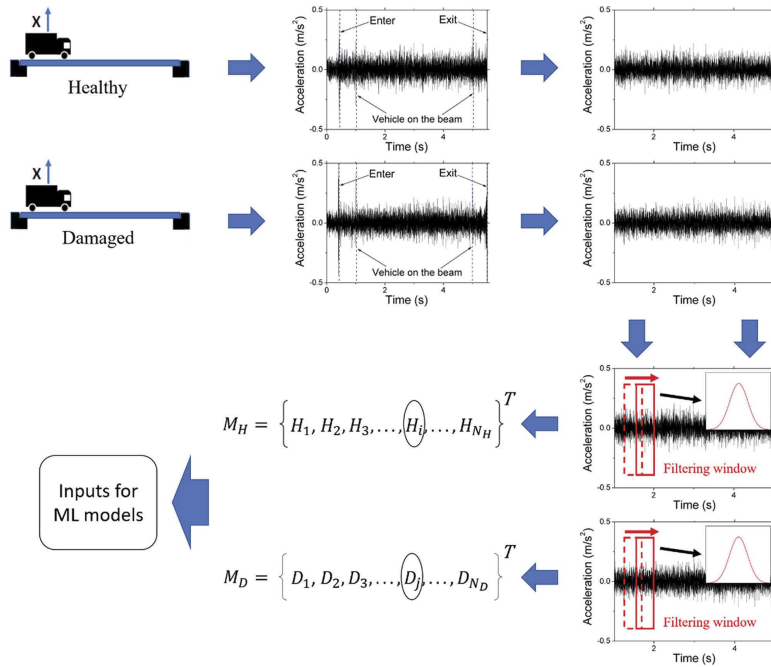 X
Healthy
Acceleration (m/s²)
0.5
0.0
-0.5
Enter
Exit
Vehicle on the beam
0 2 4
Time (s)
Acceleration (m/s²)
0.5
0.0
-0.5
2 4
Time (s)
X
Damaged
Acceleration (m/s²)
0.5
0.0
-0.5
Enter
Exit
Vehicle on the beam
0 2 4
Time (s)
Acceleration (m/s²)
0.5
0.0
-0.5
2 4
Time (s)
M_H = {H_1, H_2, H_3, ..., H_i, ..., H_{N_H}}^T
Acceleration (m/s²)
0.5
0.0
-0.5
Filtering window
2 4
Time (s)
Inputs for
ML models
M_D = {D_1, D_2, D_3, ..., D_j, ..., D_{N_D}}^T
Acceleration (m/s²)
0.5
0.0
-0.5
Filtering window
2 4
Time (s)